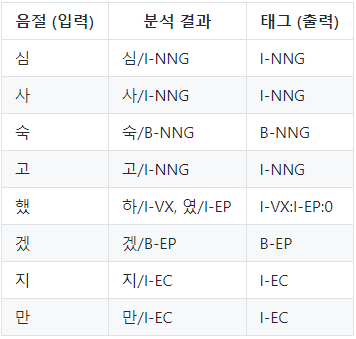 음절 (입력) 분석 결과 태그 (출력)
심 심/I-NNG I-NNG
사 사/I-NNG I-NNG
숙 숙/B-NNG B-NNG
고 고/I-NNG I-NNG
했 하/I-VX, 였/I-EP I-VX:I-EP:0
겠 겠/B-EP B-EP
지 지/I-EC I-EC
만 만/I-EC I-EC